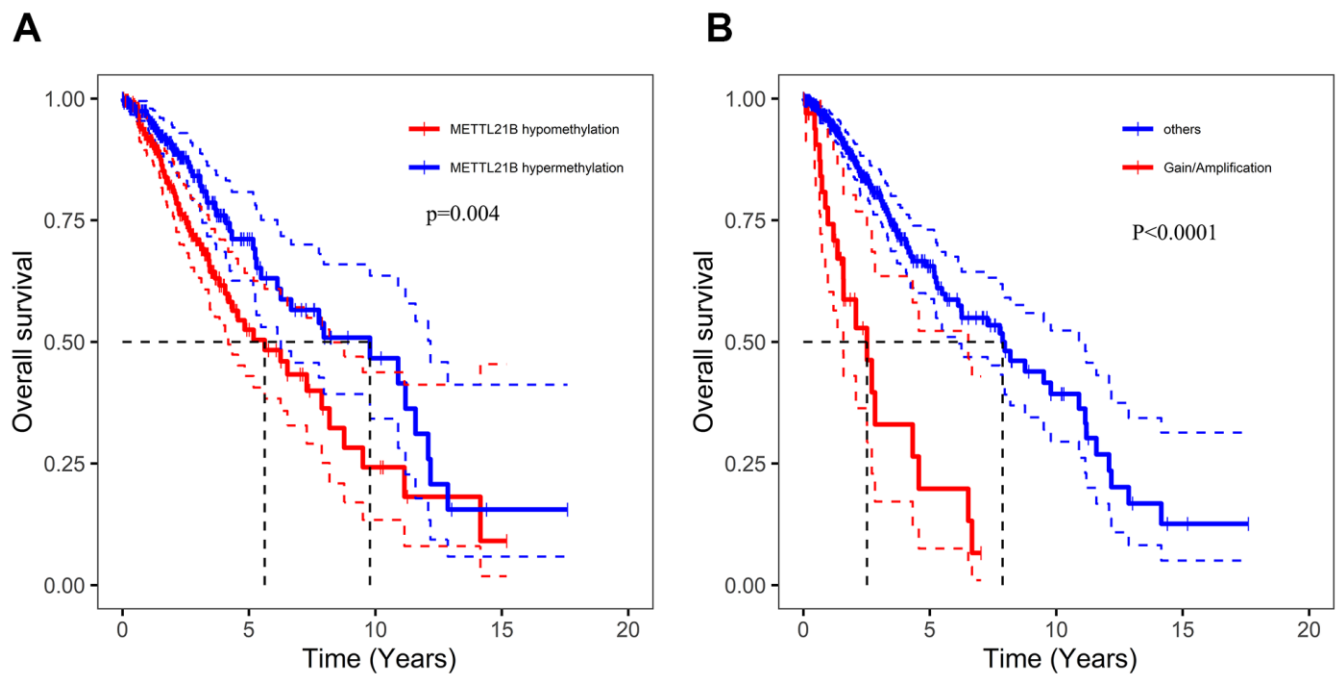 A
1.00
0.75
0.50
0.25
0.00
Overall survival
METTL21B hypomethylation
METTL21B hypermethylation
p=0.004
0 5 10 15 20
Time (Years)
B
1.00
0.75
0.50
0.25
0.00
Overall survival
others
Gain/Amplification
P<0.0001
0 5 10 15 20
Time (Years)